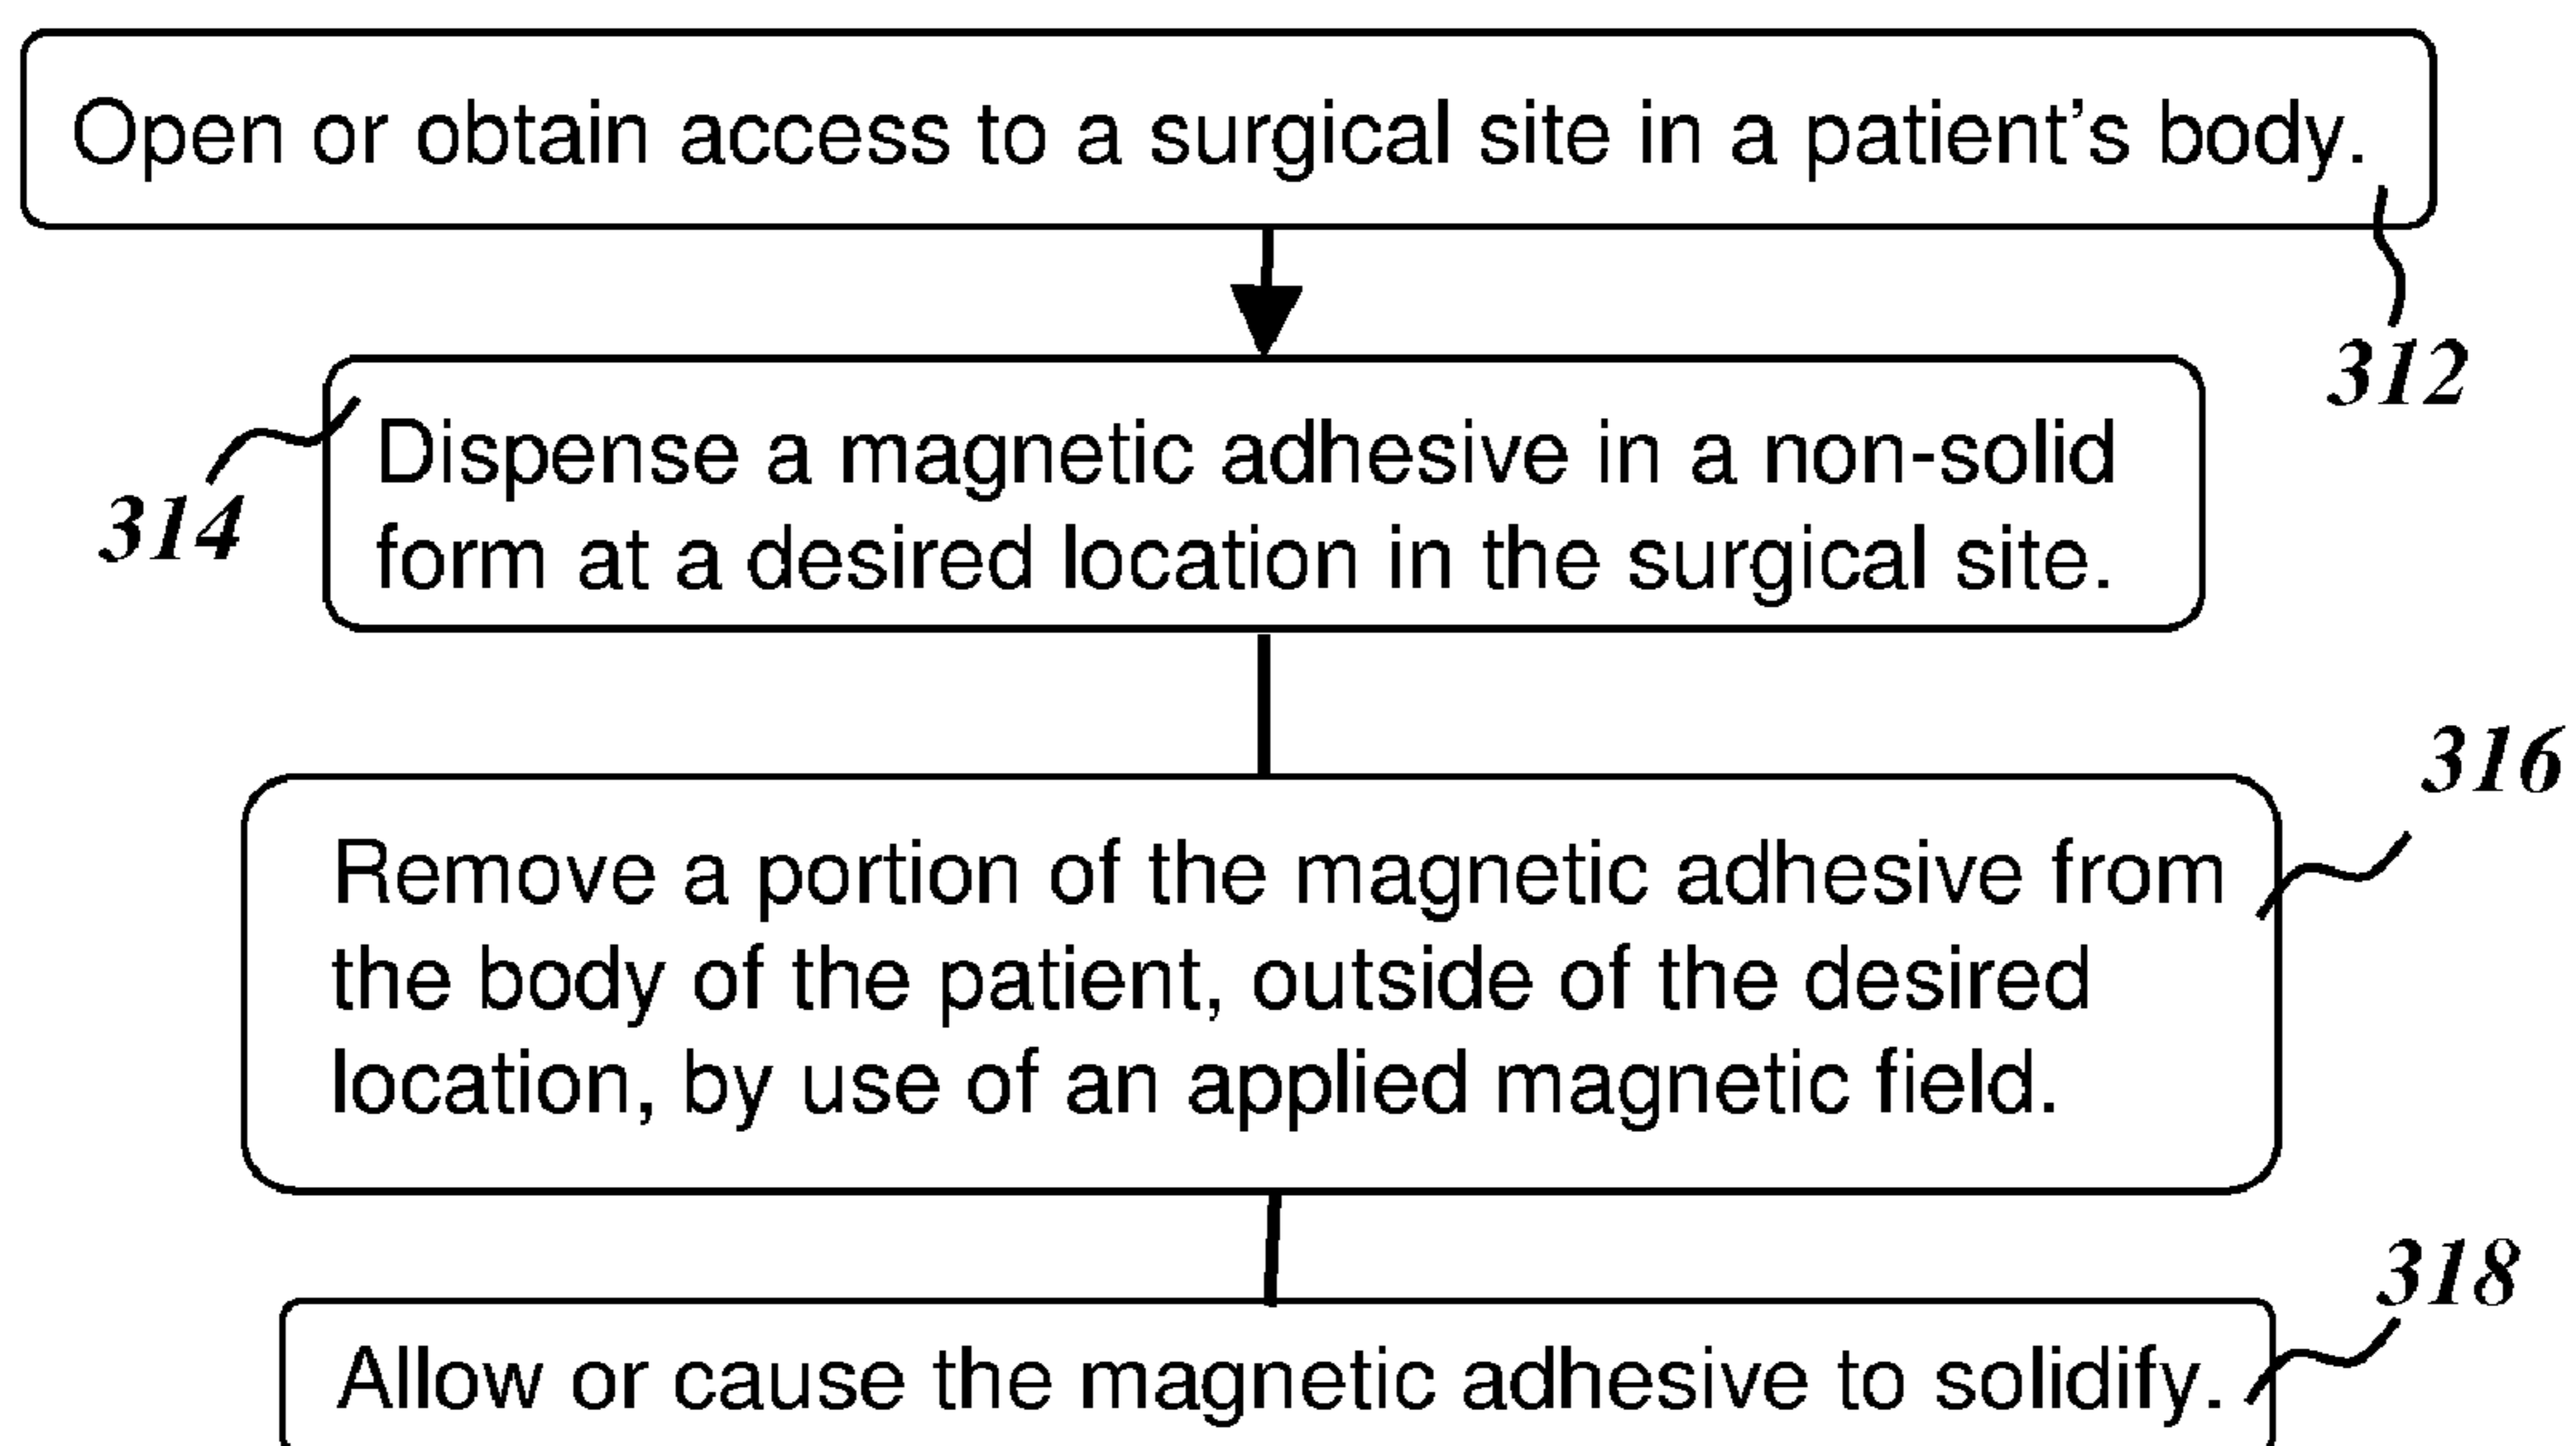 Open or obtain access to a surgical site in a patient’s body.
312
314
Dispense a magnetic adhesive in a non-solid
form at a desired location in the surgical site.
316
Remove a portion of the magnetic adhesive from
the body of the patient, outside of the desired
location, by use of an applied magnetic field.
318
Allow or cause the magnetic adhesive to solidify.